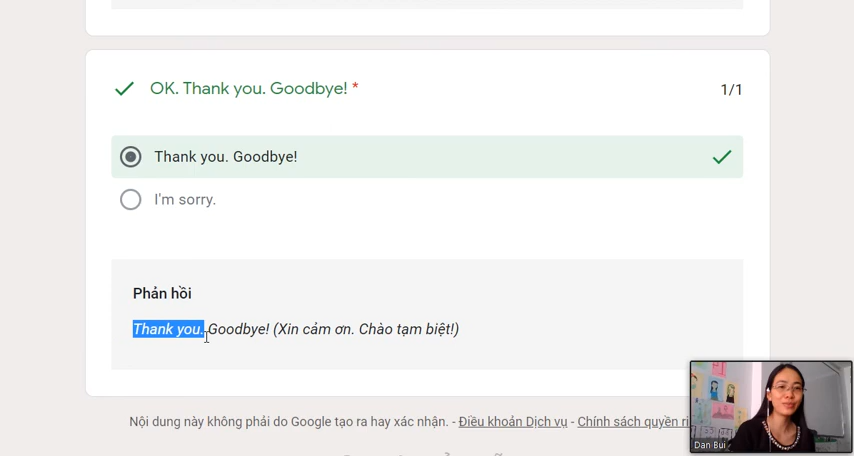 OK. Thank you. Goodbye! *
1/1
Thank you. Goodbye!
I'm sorry.
Phản hồi
Thank you. Goodbye! (Xin cảm ơn. Chào tạm biệt!)
Nội dung này không phải do Google tạo ra hay xác nhận. - Điều khoản Dịch vụ - Chính sách quyền
Dan Bui